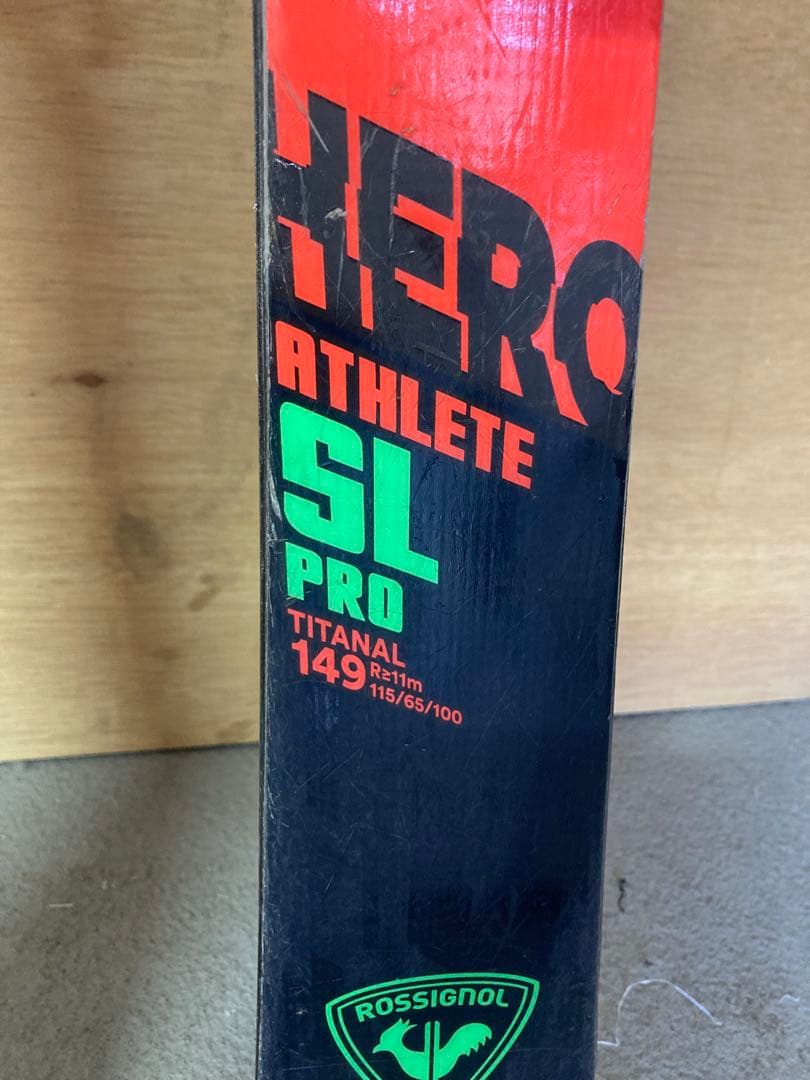 HERO
ATHLETE
SL
PRO
TITANAL
149 R≥11m
115/65/100
ROSSIGNOL